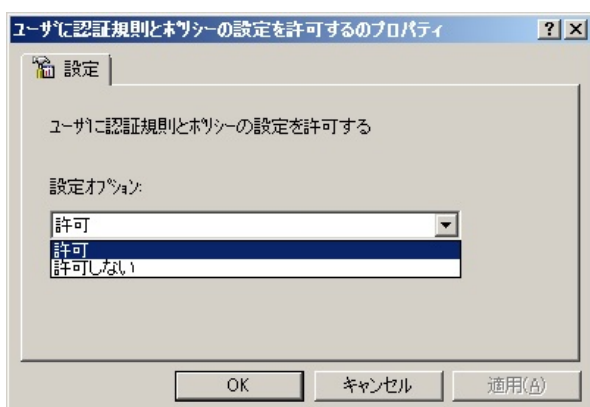 ユーザに認証規則とポリシーの設定を許可するのプロパティ
設定
ユーザに認証規則とポリシーの設定を許可する
設定オプション:
許可
許可
許可しない
OK
キャンセル
適用(A)